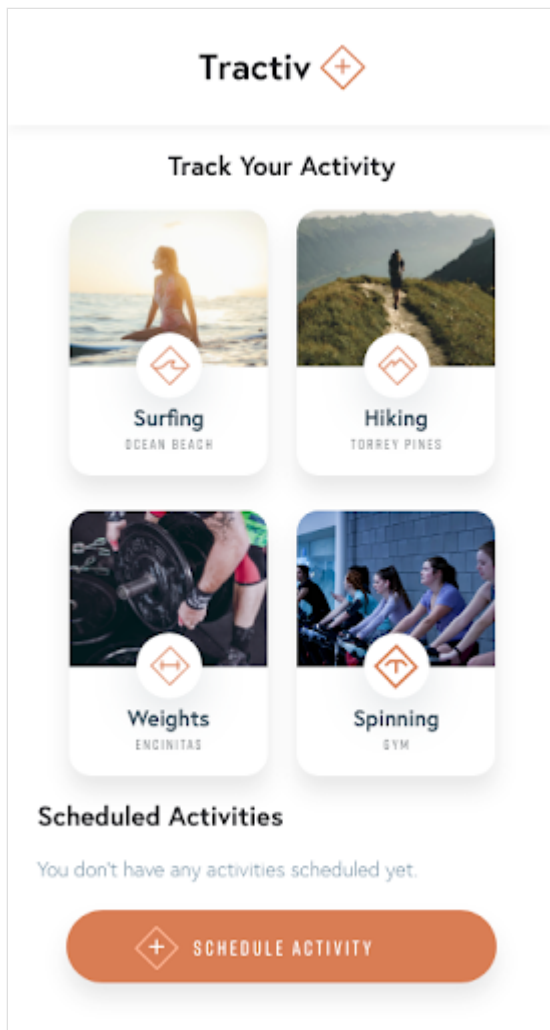 Tractiv
Track Your Activity
Surfing
OCEAN BEACH
Hiking
TORREY PINES
Weights
ENCINITAS
Spinning
GYM
Scheduled Activities
You don't have any activities scheduled yet.
SCHEDULE ACTIVITY